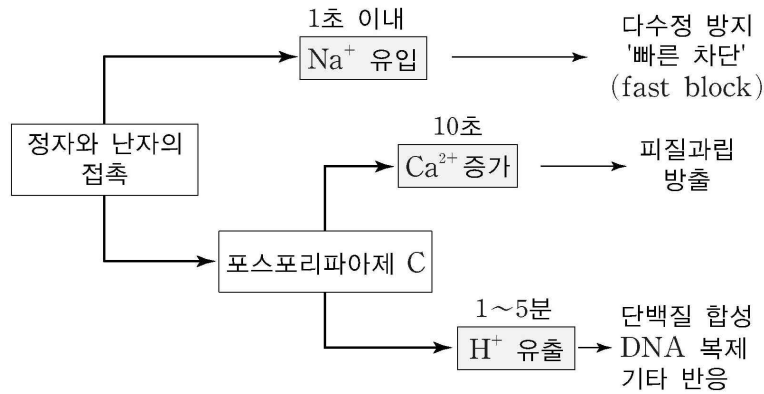 1초 이내
Na⁺ 유입
다수정 방지
'빠른 차단'
(fast block)
정자와 난자의
접촉
10초
Ca²⁺ 증가
피질과립
방출
포스포리파아제 C
1～5분
H⁺ 유출
단백질 합성
DNA 복제
기타 반응